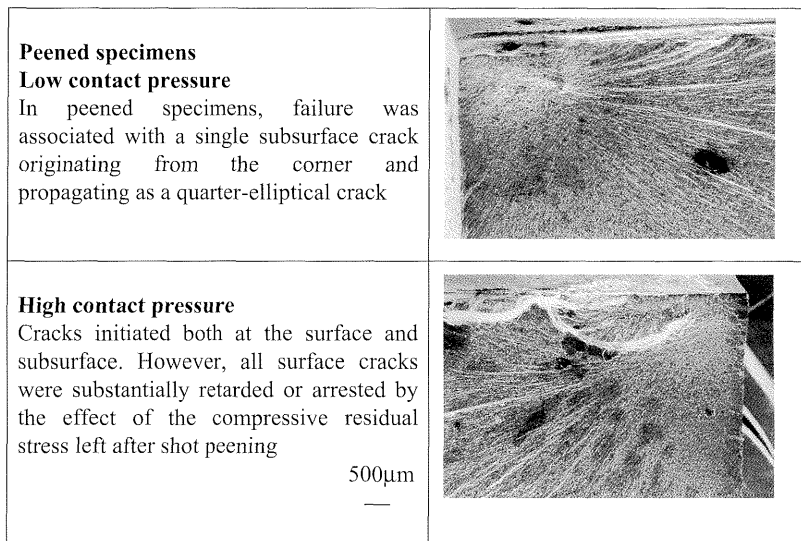 Peened specimens
Low contact pressure
In peened specimens, failure was
associated with a single subsurface crack
originating from the corner and
propagating as a quarter-elliptical crack
High contact pressure
Cracks initiated both at the surface and
subsurface. However, all surface cracks
were substantially retarded or arrested by
the effect of the compressive residual
stress left after shot peening
500μm